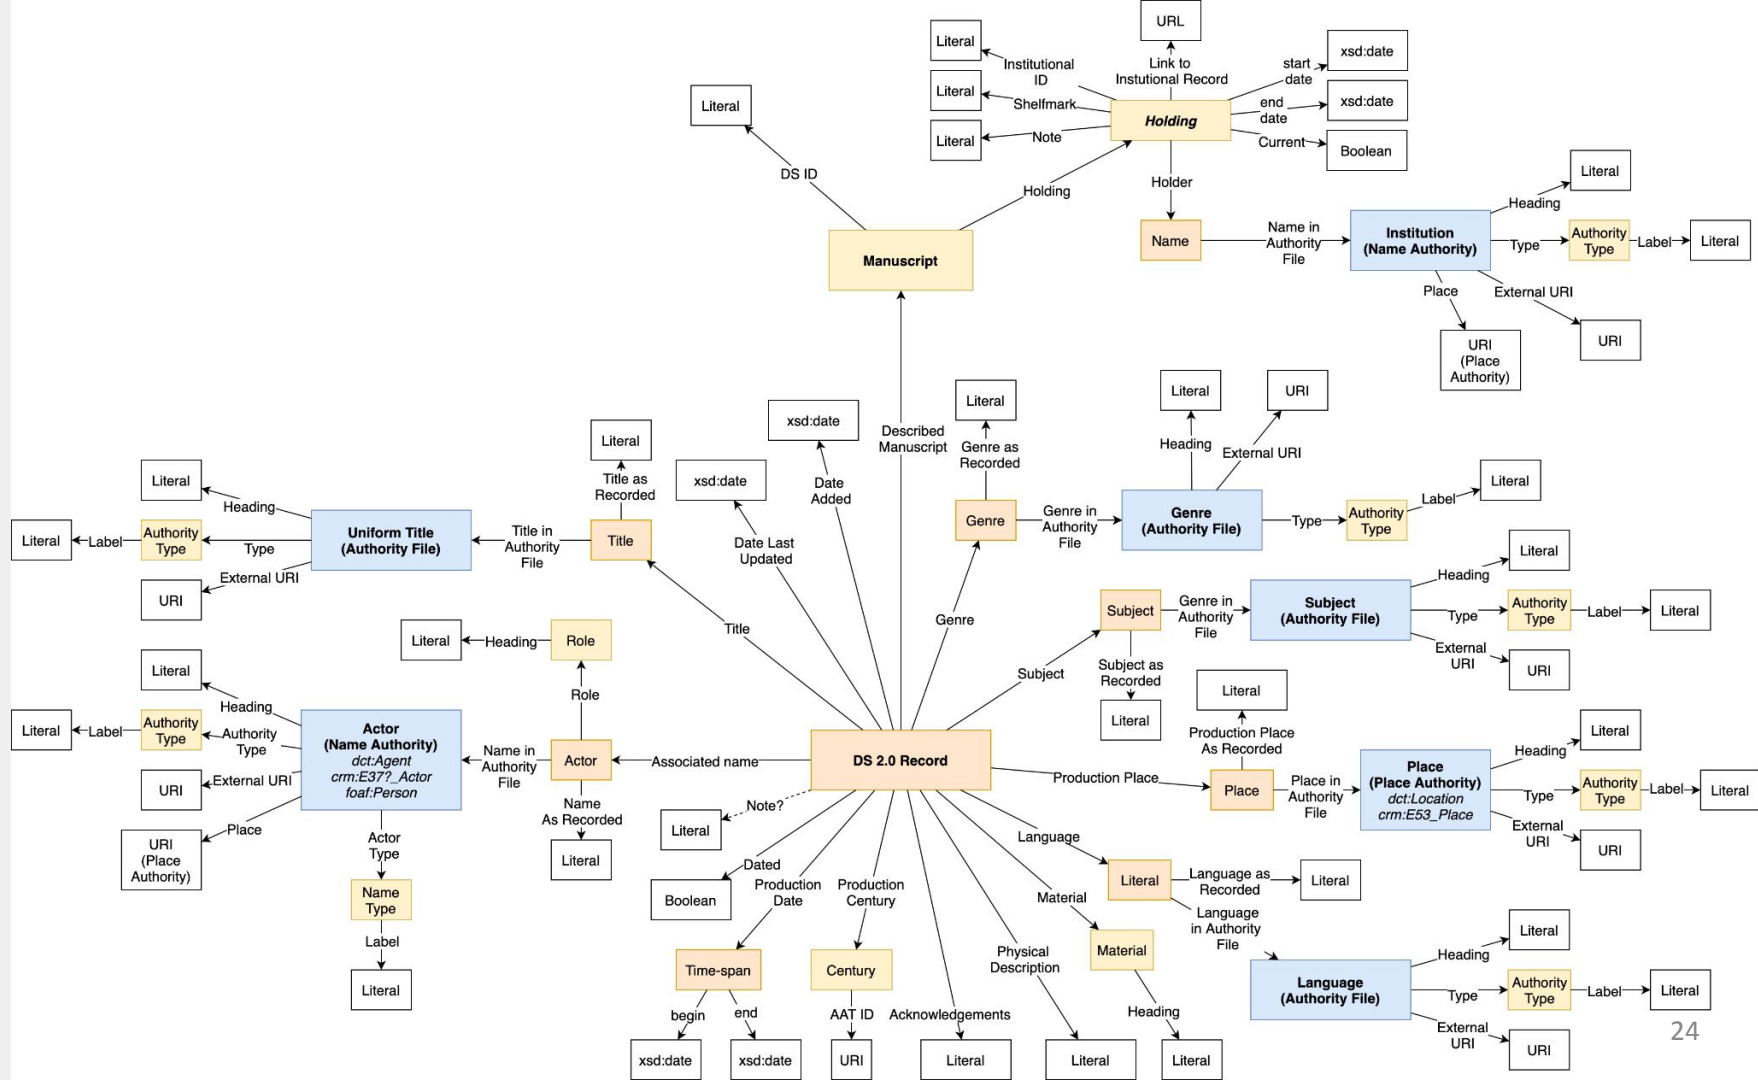 URL
Literal
Institutional
ID
Link to
Instutional Record
start
date
xsd:date
Literal
Shelfmark
Holding
end
date
xsd:date
Literal
Note
Current
Boolean
Literal
DS ID
Holding
Holder
Manuscript
Name
Name in
Authority
File
Institution
(Name Authority)
Heading
Literal
Type
Authority
Type
Label
Literal
Place
External URI
URI
(Place
Authority)
URI
Described
Manuscript
xsd:date
Date
Added
xsd:date
Date Last
Updated
Literal
Genre as
Recorded
Genre
Genre
Genre in
Authority
File
Genre
(Authority File)
Literal
Heading
URI
External URI
Type
Authority
Type
Label
Literal
Literal
Title as
Recorded
Title
Title
Title in
Authority
File
Uniform Title
(Authority File)
Literal
Heading
Literal
Label
Authority
Type
Type
External URI
URI
Subject
Subject
Genre in
Authority
File
Subject
(Authority File)
Subject as
Recorded
Literal
Heading
Literal
Type
Authority
Type
Label
Literal
External
URI
URI
Literal
Heading
Role
Role
DS 2.0 Record
Associated name
Actor
Name in
Authority
File
Name
As Recorded
Literal
Actor
(Name Authority)
dct:Agent
crm:E37?_Actor
foaf:Person
Literal
Heading
Literal
Label
Authority
Type
Authority
Type
URI
External URI
URI
(Place
Authority)
Place
Actor
Type
Name
Type
Label
Literal
Production Place
Place
Literal
Production Place
As Recorded
Place in
Authority
File
Place
(Place Authority)
dct:Location
crm:E53_Place
Heading
Literal
Type
Authority
Type
Label
Literal
External
URI
URI
Note?
Literal
Dated
Boolean
Production
Date
Time-span
begin
end
xsd:date
xsd:date
Production
Century
Century
AAT ID
URI
Acknowledgements
Literal
Physical
Description
Literal
Material
Material
Heading
Literal
Language
Literal
Language as
Recorded
Literal
Language
in Authority
File
Language
(Authority File)
Heading
Literal
Type
Authority
Type
Label
Literal
External
URI
URI
24